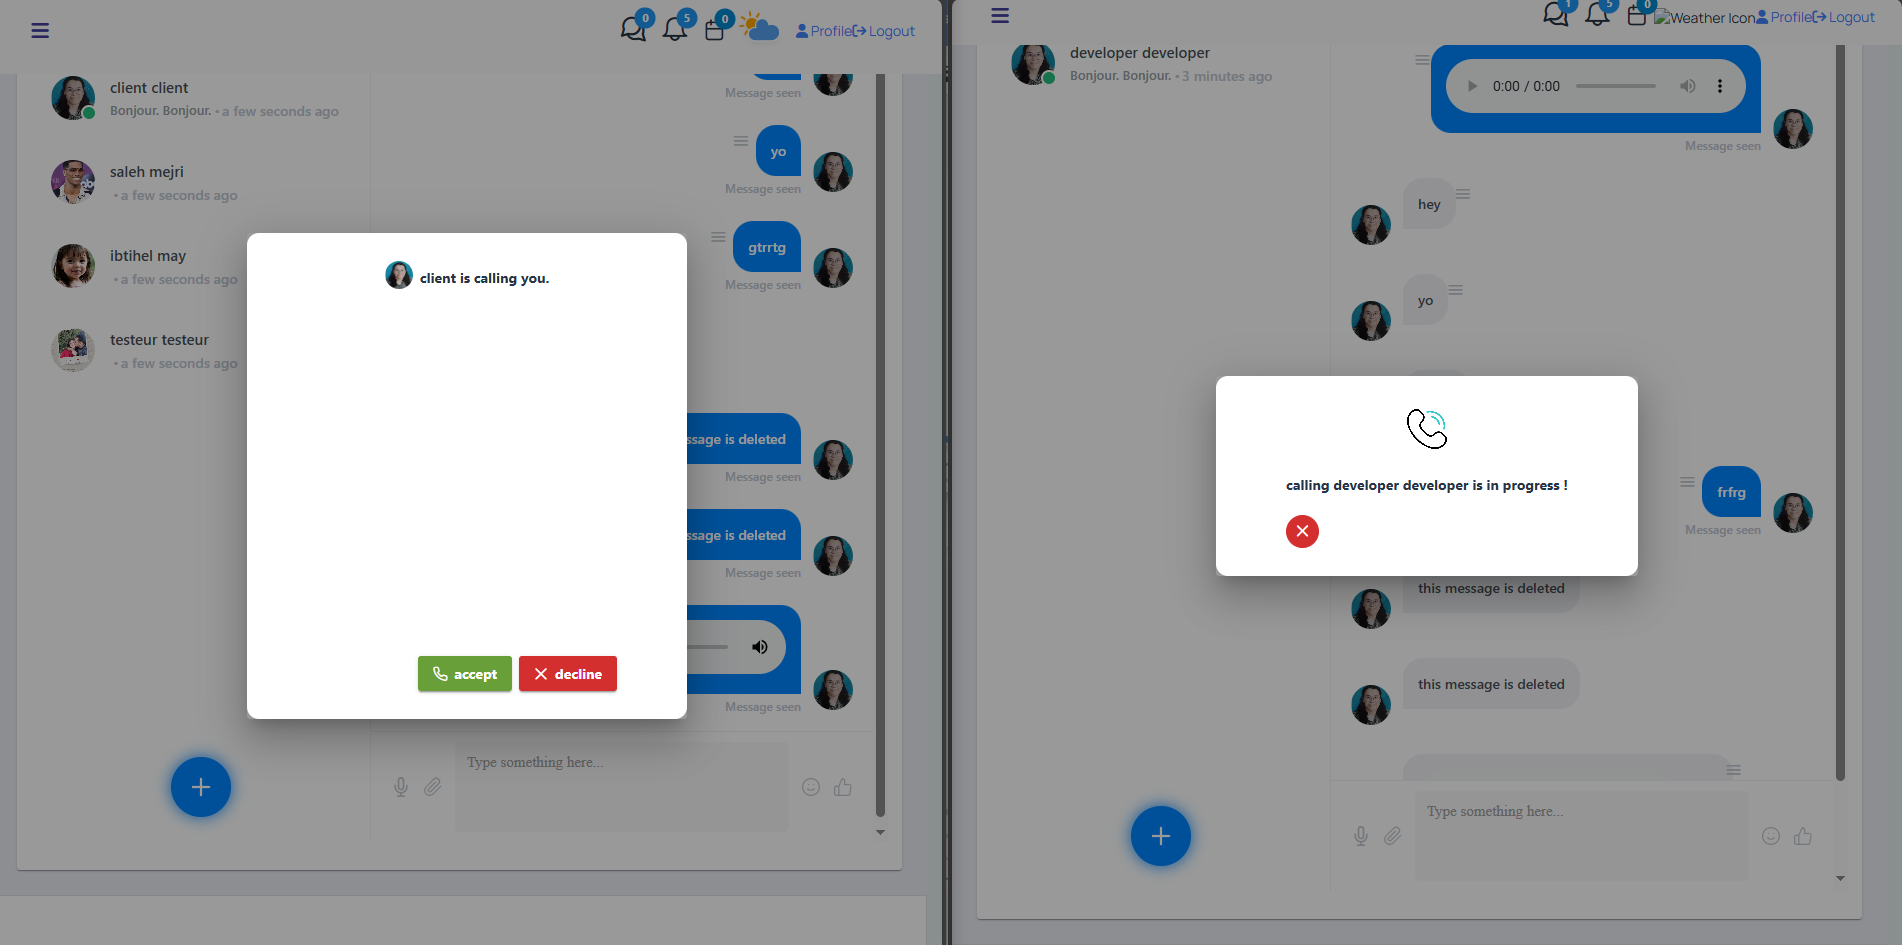 0
5
0
Profile
Logout
client client
Bonjour. Bonjour. • a few seconds ago
saleh mejri
• a few seconds ago
ibtihel may
• a few seconds ago
testeur testeur
• a few seconds ago
Message seen
yo
Message seen
gtrrtg
Message seen
client is calling you.
ssage is deleted
Message seen
ssage is deleted
Message seen
accept
decline
Message seen
Type something here...
1
5
0
Weather Icon
Profile
Logout
developer developer
Bonjour. Bonjour. • 3 minutes ago
0:00 / 0:00
Message seen
hey
yo
calling developer developer is in progress !
frfrg
Message seen
this message is deleted
this message is deleted
Type something here...